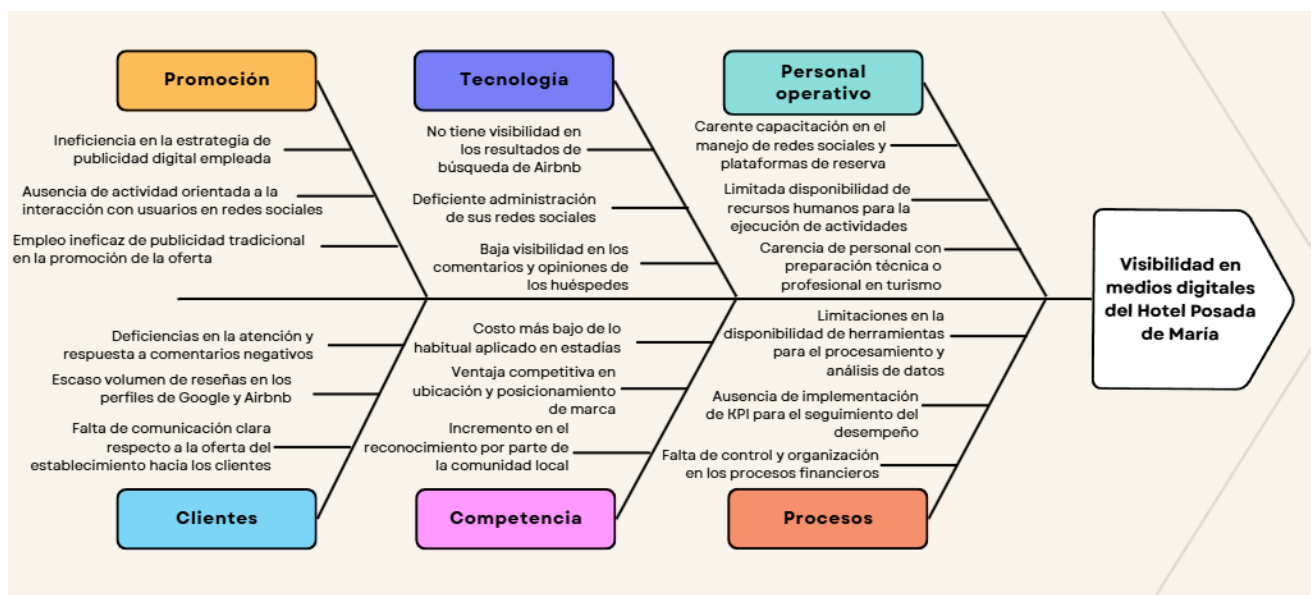 Promoción
Ineficiencia en la estrategia de
publicidad digital empleada
Ausencia de actividad orientada a la
interacción con usuarios en redes sociales
Empleo ineficaz de publicidad tradicional
en la promoción de la oferta
Tecnología
No tiene visibilidad en
los resultados de
búsqueda de Airbnb
Deficiente administración
de sus redes sociales
Baja visibilidad en los
comentarios y opiniones de
los huéspedes
Personal
operativo
Carente capacitación en el
manejo de redes sociales y
plataformas de reserva
Limitada disponibilidad de
recursos humanos para la
ejecución de actividades
Carencia de personal con
preparación técnica o
profesional en turismo
Visibilidad en
medios digitales
del Hotel Posada
de María
Deficiencias en la atención y
respuesta a comentarios negativos
Escaso volumen de reseñas en los
perfiles de Google y Airbnb
Falta de comunicación clara
respecto a la oferta del
establecimiento hacia los clientes
Clientes
Costo más bajo de lo
habitual aplicado en estadías
Ventaja competitiva en
ubicación y posicionamiento
de marca
Incremento en el
reconocimiento por parte de
la comunidad local
Competencia
Limitaciones en la
disponibilidad de herramientas
para el procesamiento y
análisis de datos
Ausencia de implementación
de KPI para el seguimiento del
desempeño
Falta de control y organización
en los procesos financieros
Procesos